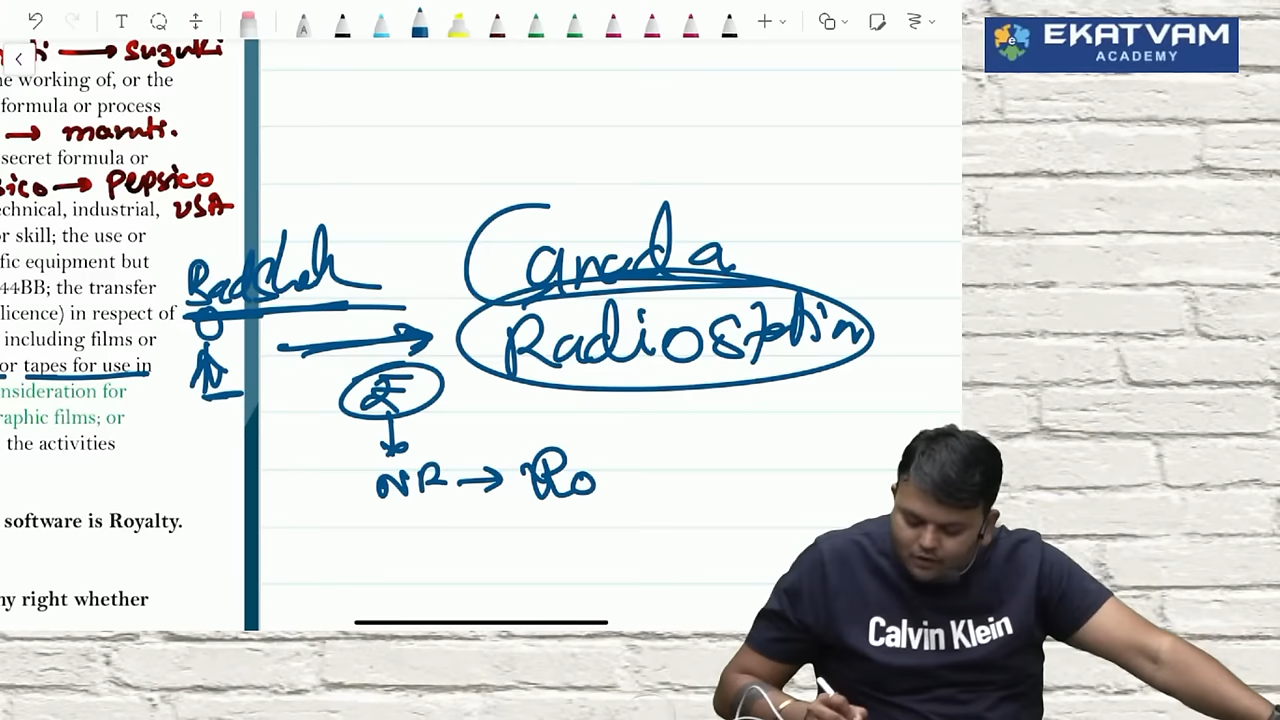 → Suzuki
EKATVAM
ACADEMY
he working of, or the
formula or process
→ maruti.
secret formula or
sico → Pepsico
USA
echnical, industrial,
or skill; the use or
fic equipment but
44BB; the transfer
licence) in respect of
including films or
or tapes for use in
nsideration for
raphic films; or
the activities
software is Royalty.
ny right whether
Badshah
Canada
Radiostation
NR → Ro
Calvin Klein